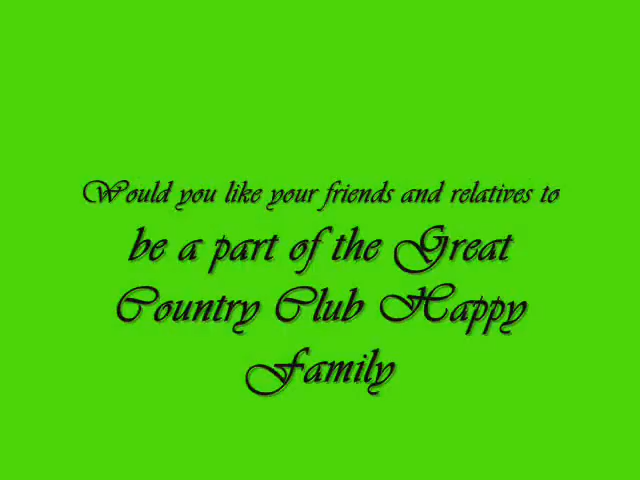 Would you like your friends and relatives to
be a part of the Great
Country Club Happy
Family